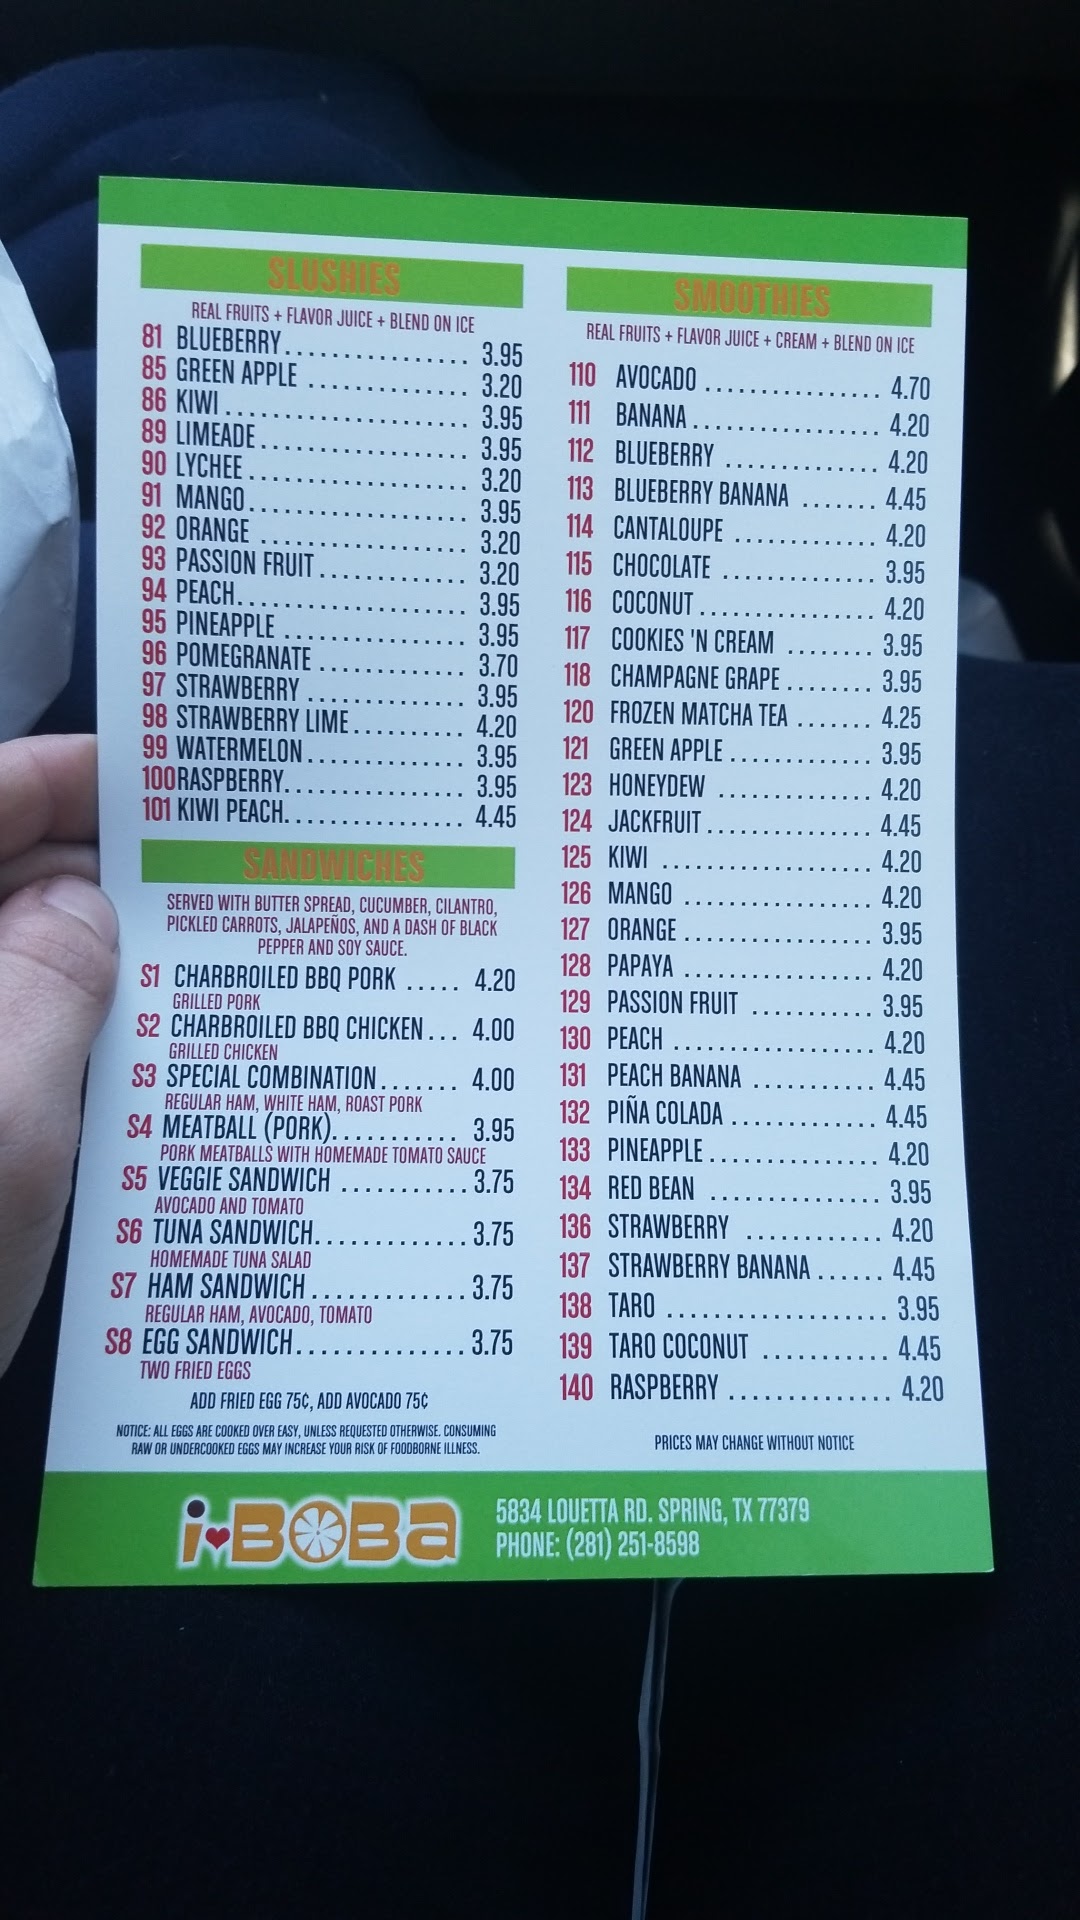 SLUSHIES
REAL FRUITS + FLAVOR JUICE + BLEND ON ICE
81 BLUEBERRY................ 3.95
85 GREEN APPLE .............. 3.20
86 KIWI...................... 3.95
89 LIMEADE................... 3.95
90 LYCHEE.................... 3.20
91 MANGO..................... 3.95
92 ORANGE ................... 3.20
93 PASSION FRUIT............. 3.20
94 PEACH..................... 3.95
95 PINEAPPLE ................ 3.95
96 POMEGRANATE .............. 3.70
97 STRAWBERRY ............... 3.95
98 STRAWBERRY LIME........... 4.20
99 WATERMELON................ 3.95
100 RASPBERRY................ 3.95
101 KIWI PEACH............... 4.45
SANDWICHES
SERVED WITH BUTTER SPREAD, CUCUMBER, CILANTRO,
PICKLED CARROTS, JALAPEÑOS, AND A DASH OF BLACK
PEPPER AND SOY SAUCE.
S1 CHARBROILED BBQ PORK ..... 4.20
GRILLED PORK
S2 CHARBROILED BBQ CHICKEN... 4.00
GRILLED CHICKEN
S3 SPECIAL COMBINATION....... 4.00
REGULAR HAM, WHITE HAM, ROAST PORK
S4 MEATBALL (PORK)........... 3.95
PORK MEATBALLS WITH HOMEMADE TOMATO SAUCE
S5 VEGGIE SANDWICH ........... 3.75
AVOCADO AND TOMATO
S6 TUNA SANDWICH............. 3.75
HOMEMADE TUNA SALAD
S7 HAM SANDWICH ............. 3.75
REGULAR HAM, AVOCADO, TOMATO
S8 EGG SANDWICH.............. 3.75
TWO FRIED EGGS
ADD FRIED EGG 75¢, ADD AVOCADO 75¢
NOTICE: ALL EGGS ARE COOKED OVER EASY, UNLESS REQUESTED OTHERWISE. CONSUMING
RAW OR UNDERCOOKED EGGS MAY INCREASE YOUR RISK OF FOODBORNE ILLNESS.
SMOOTHIES
REAL FRUITS + FLAVOR JUICE + CREAM + BLEND ON ICE
110 AVOCADO ............... 4.70
111 BANANA ................ 4.20
112 BLUEBERRY ............. 4.20
113 BLUEBERRY BANANA ...... 4.45
114 CANTALOUPE ............ 4.20
115 CHOCOLATE ............. 3.95
116 COCONUT ............... 4.20
117 COOKIES 'N CREAM ........ 3.95
118 CHAMPAGNE GRAPE ........ 3.95
120 FROZEN MATCHA TEA ....... 4.25
121 GREEN APPLE ............ 3.95
123 HONEYDEW .............. 4.20
124 JACKFRUIT .............. 4.45
125 KIWI .................. 4.20
126 MANGO ................. 4.20
127 ORANGE ................ 3.95
128 PAPAYA ................ 4.20
129 PASSION FRUIT .......... 3.95
130 PEACH ................. 4.20
131 PEACH BANANA .......... 4.45
132 PIÑA COLADA ............ 4.45
133 PINEAPPLE .............. 4.20
134 RED BEAN .............. 3.95
136 STRAWBERRY ............ 4.20
137 STRAWBERRY BANANA ...... 4.45
138 TARO .................. 3.95
139 TARO COCONUT .......... 4.45
140 RASPBERRY ............. 4.20
PRICES MAY CHANGE WITHOUT NOTICE
i♥BOBa
5834 LOUETTA RD. SPRING, TX 77379
PHONE: (281) 251-8598